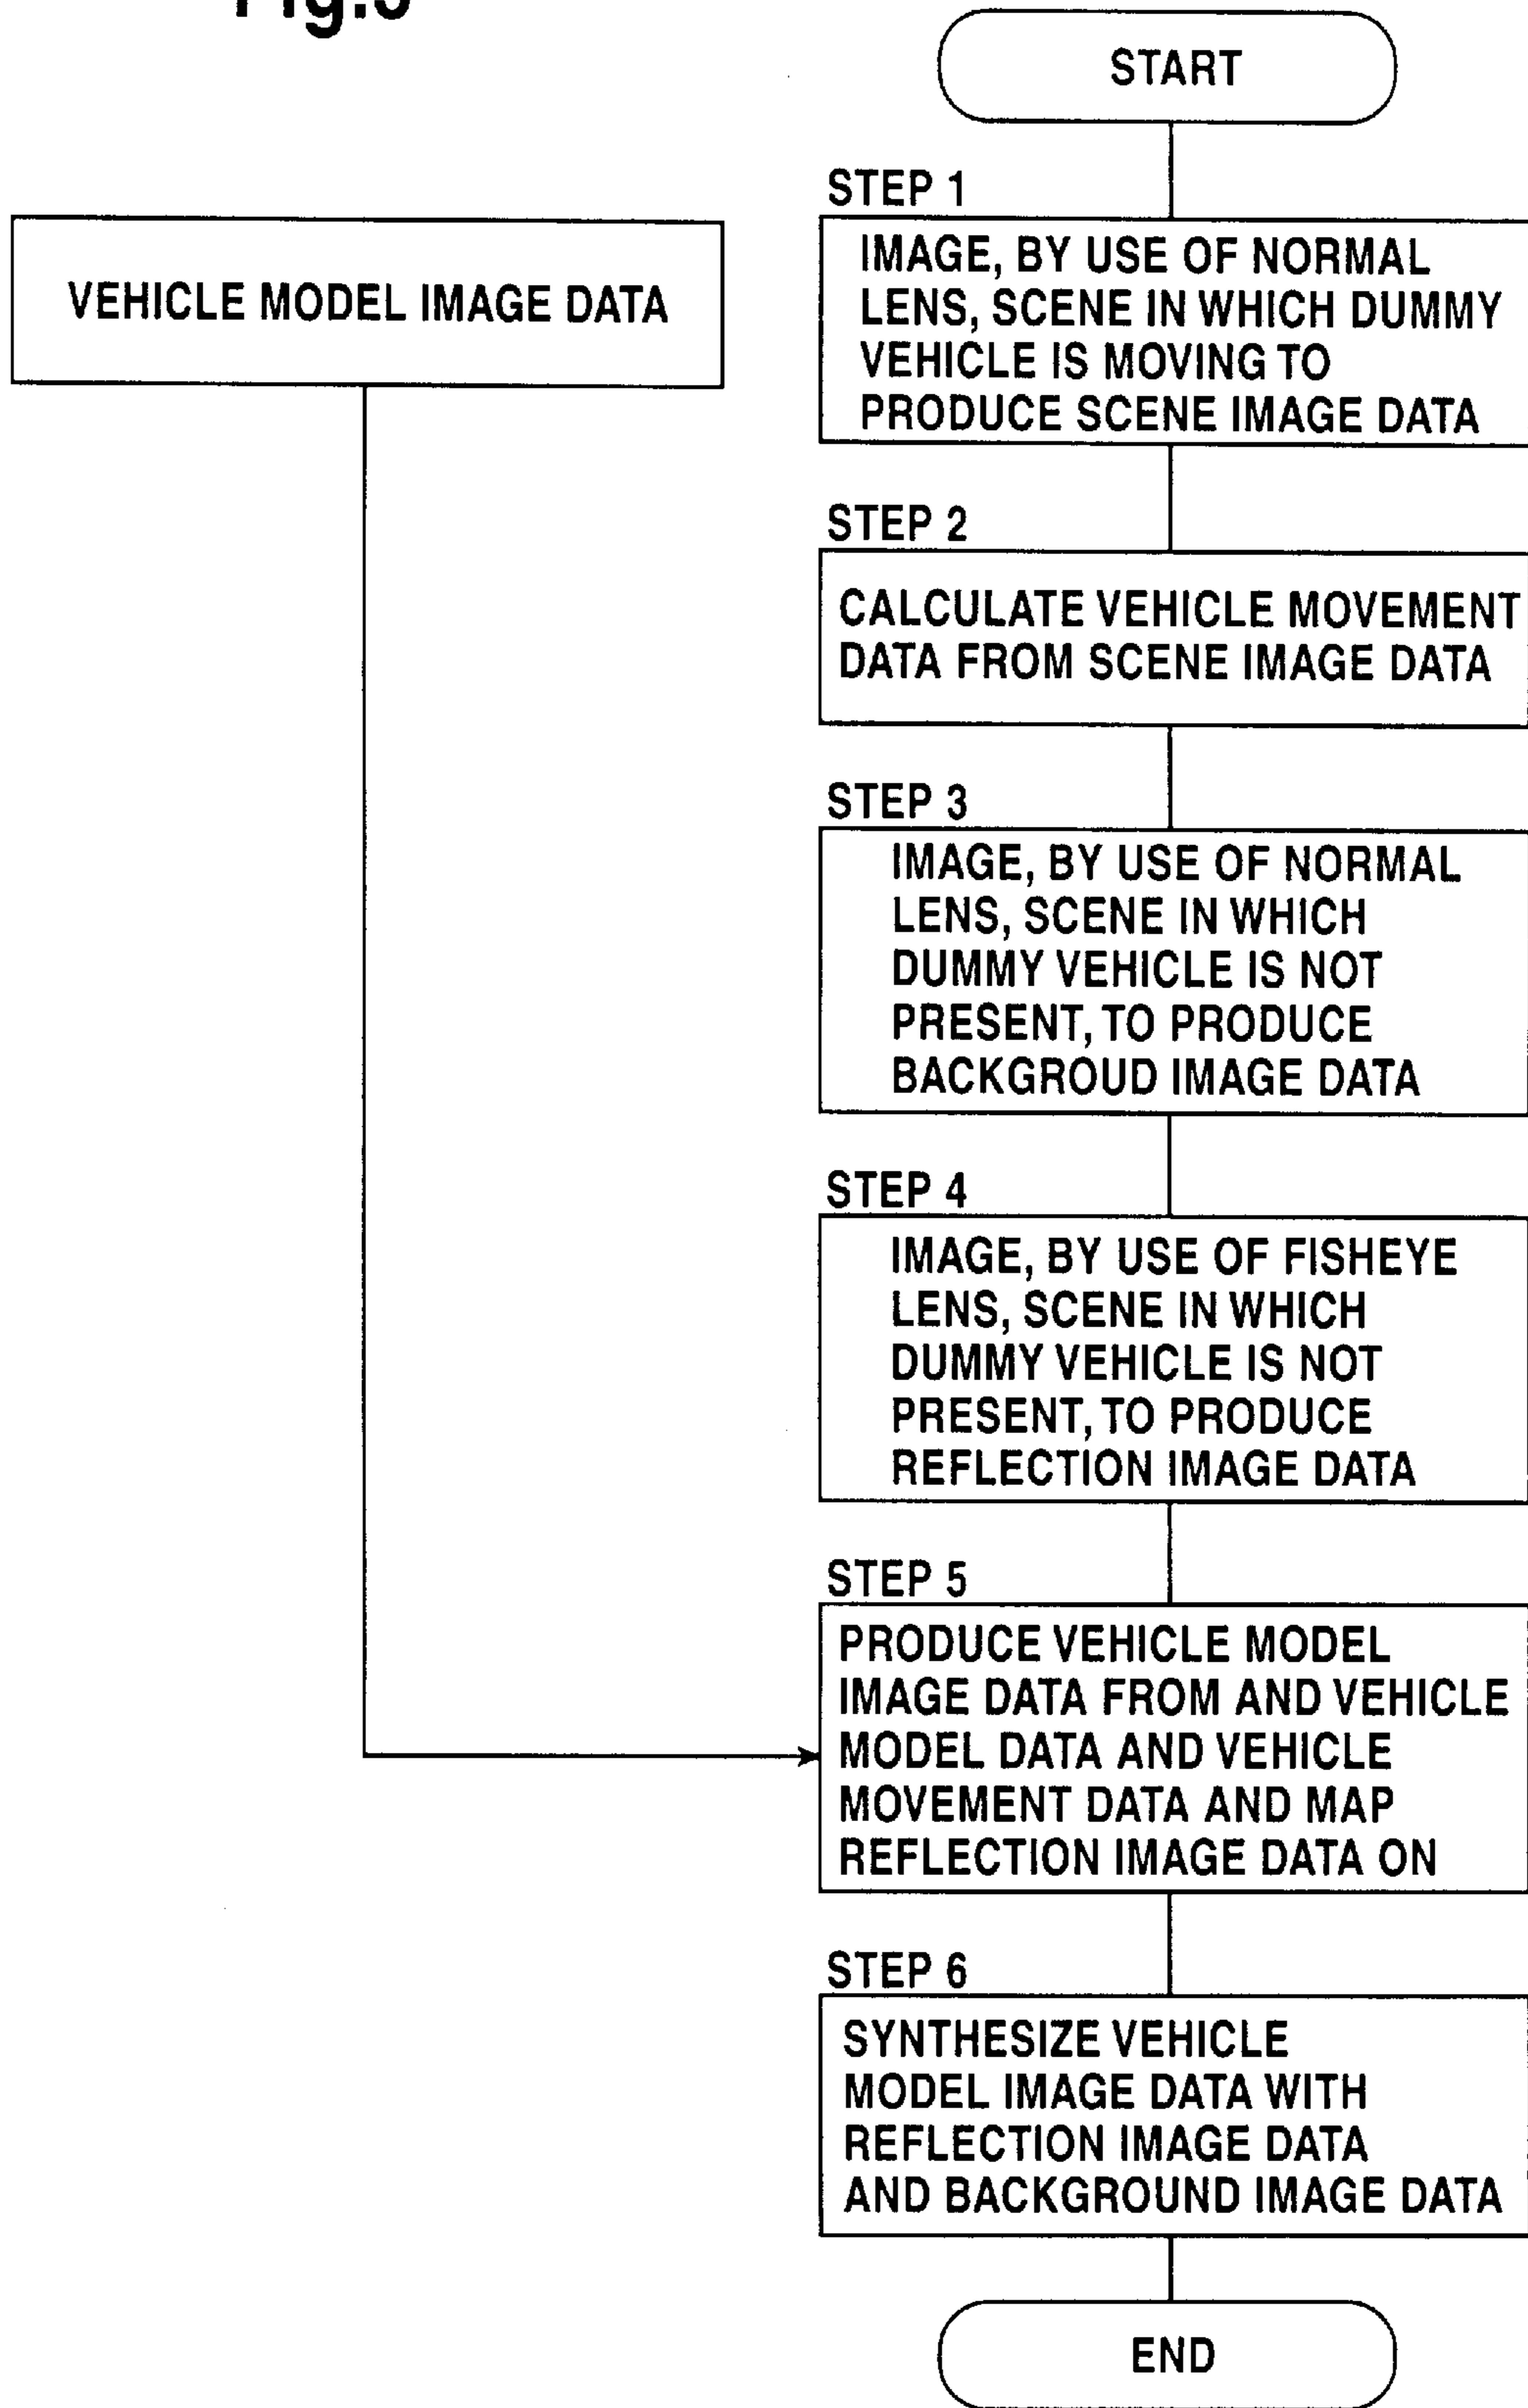 START
STEP 1
VEHICLE MODEL IMAGE DATA
IMAGE, BY USE OF NORMAL
LENS, SCENE IN WHICH DUMMY
VEHICLE IS MOVING TO
PRODUCE SCENE IMAGE DATA
STEP 2
CALCULATE VEHICLE MOVEMENT
DATA FROM SCENE IMAGE DATA
STEP 3
IMAGE, BY USE OF NORMAL
LENS, SCENE IN WHICH
DUMMY VEHICLE IS NOT
PRESENT, TO PRODUCE
BACKGROUD IMAGE DATA
STEP 4
IMAGE, BY USE OF FISHEYE
LENS, SCENE IN WHICH
DUMMY VEHICLE IS NOT
PRESENT, TO PRODUCE
REFLECTION IMAGE DATA
STEP 5
PRODUCE VEHICLE MODEL
IMAGE DATA FROM AND VEHICLE
MODEL DATA AND VEHICLE
MOVEMENT DATA AND MAP
REFLECTION IMAGE DATA ON
STEP 6
SYNTHESIZE VEHICLE
MODEL IMAGE DATA WITH
REFLECTION IMAGE DATA
AND BACKGROUND IMAGE DATA
END